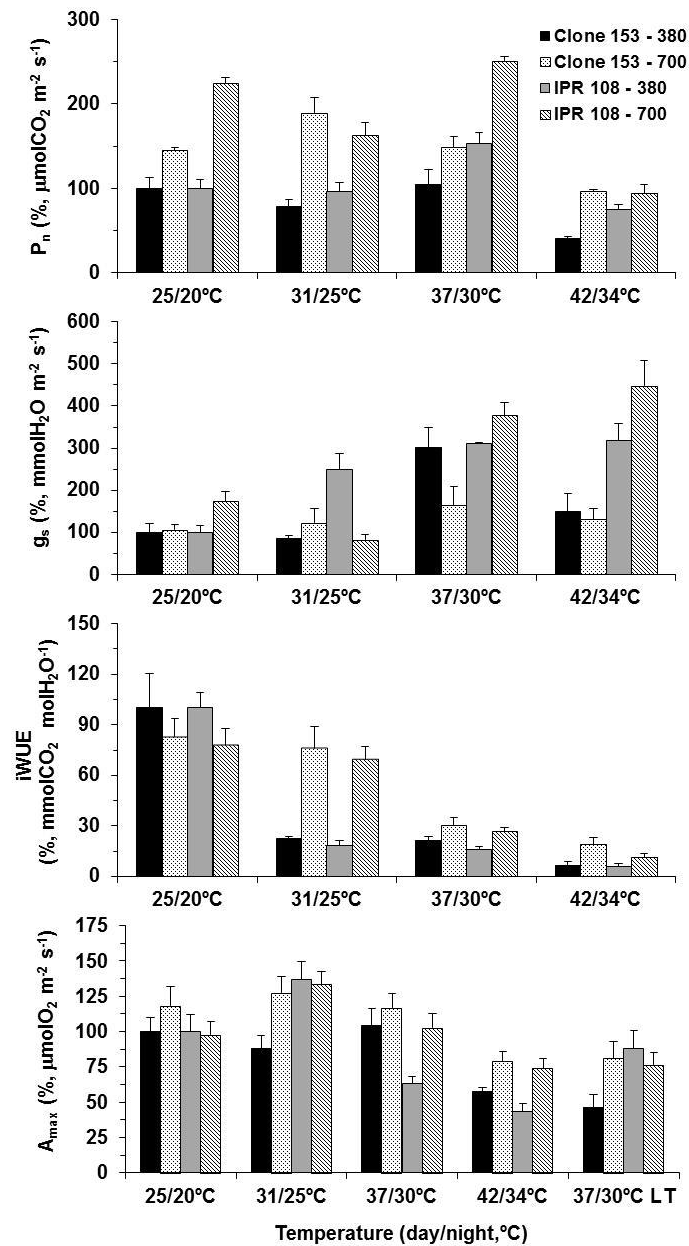 300
250
200
150
100
50
0
Pn (%, µmolCO2 m-2 s-1)
Clone 153 - 380
Clone 153 - 700
IPR 108 - 380
IPR 108 - 700
25/20ºC 31/25ºC 37/30ºC 42/34ºC
600
500
400
300
200
100
0
gs (%, mmolH2O m-2 s-1)
25/20ºC 31/25ºC 37/30ºC 42/34ºC
150
120
90
60
30
0
iWUE
(%, mmolCO2 molH2O-1)
25/20ºC 31/25ºC 37/30ºC 42/34ºC
175
150
125
100
75
50
25
0
Amax (%, µmolO2 m-2 s-1)
25/20ºC 31/25ºC 37/30ºC 42/34ºC 37/30ºC LT
Temperature (day/night,ºC)